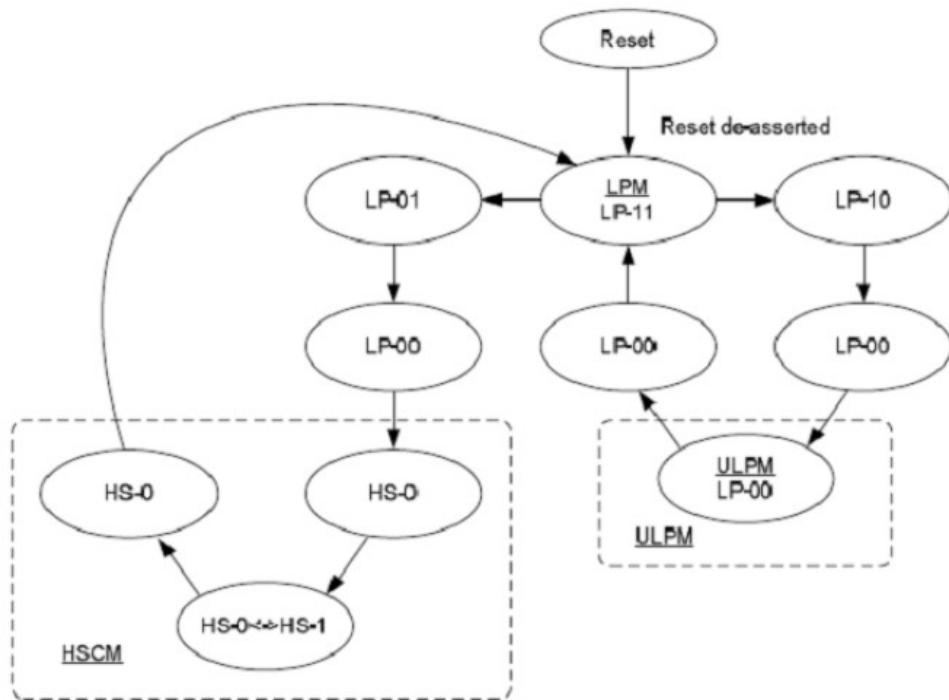 Reset
Reset de-asserted
LP-01
LPM
LP-11
LP-10
LP-00
LP-00
LP-00
HS-0
HS-0
ULPM
LP-00
ULPM
HS-0<->HS-1
HSCM